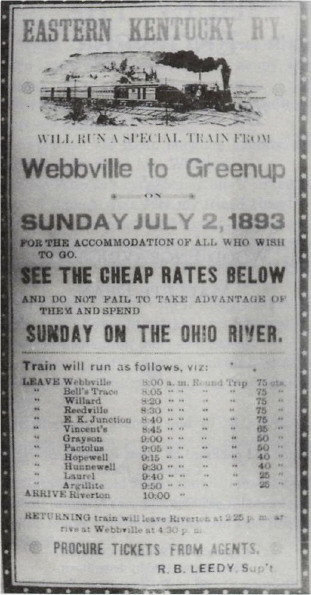 EASTERN KENTUCKY R'Y.
WILL RUN A SPECIAL TRAIN FROM
Webbville to Greenup
ON
SUNDAY JULY 2, 1893
FOR THE ACCOMMODATION OF ALL WHO WISH
TO GO.
SEE THE CHEAP RATES BELOW
AND DO NOT FAIL TO TAKE ADVANTAGE OF
THEM AND SPEND
SUNDAY ON THE OHIO RIVER.
Train will run as follows, viz:
LEAVE Webbville 8:00 a. m. Round Trip 75 cts.
" Bell's Trace 8:05 " " " " 75 "
" Willard 8:20 " " " " 75 "
" Reedville 8:30 " " " " 75 "
" E. K. Junction 8:40 " " " " 75 "
" Vincent's 8:45 " " " " 65 "
" Grayson 9:00 " " " " 50 "
" Pactolus 9:05 " " " " 50 "
" Hopewell 9:15 " " " " 40 "
" Hunnewell 9:30 " " " " 40 "
" Laurel 9:40 " " " " 25 "
" Argillite 9:50 " " " " 25 "
ARRIVE Riverton 10:00 "
RETURNING train will leave Riverton at 2:25 p. m. ar
rive at Webbville at 4:30 p. m.
PROCURE TICKETS FROM AGENTS.
R. B. LEEDY, Sup't.